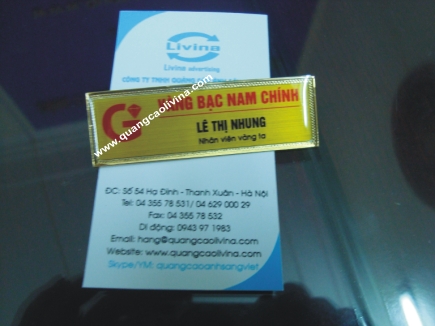 Livina
Livina advertising
CÔNG TY TNHH QUẢNG CÁO
VÀNG BẠC NAM CHÍNH
LÊ THỊ NHUNG
Nhân viên vàng ta
www.quangcaolivina.com
ĐC: Số 54 Hạ Đình - Thanh Xuân - Hà Nội
Tel: 04 355 78 531/ 04 629 000 29
Fax: 04 355 78 532
Di động: 0943 97 1983
Email: hang@quangcaolivina.com
Website: www.quangcaolivina.com
Skype/YM: quangcaoanhsangviet